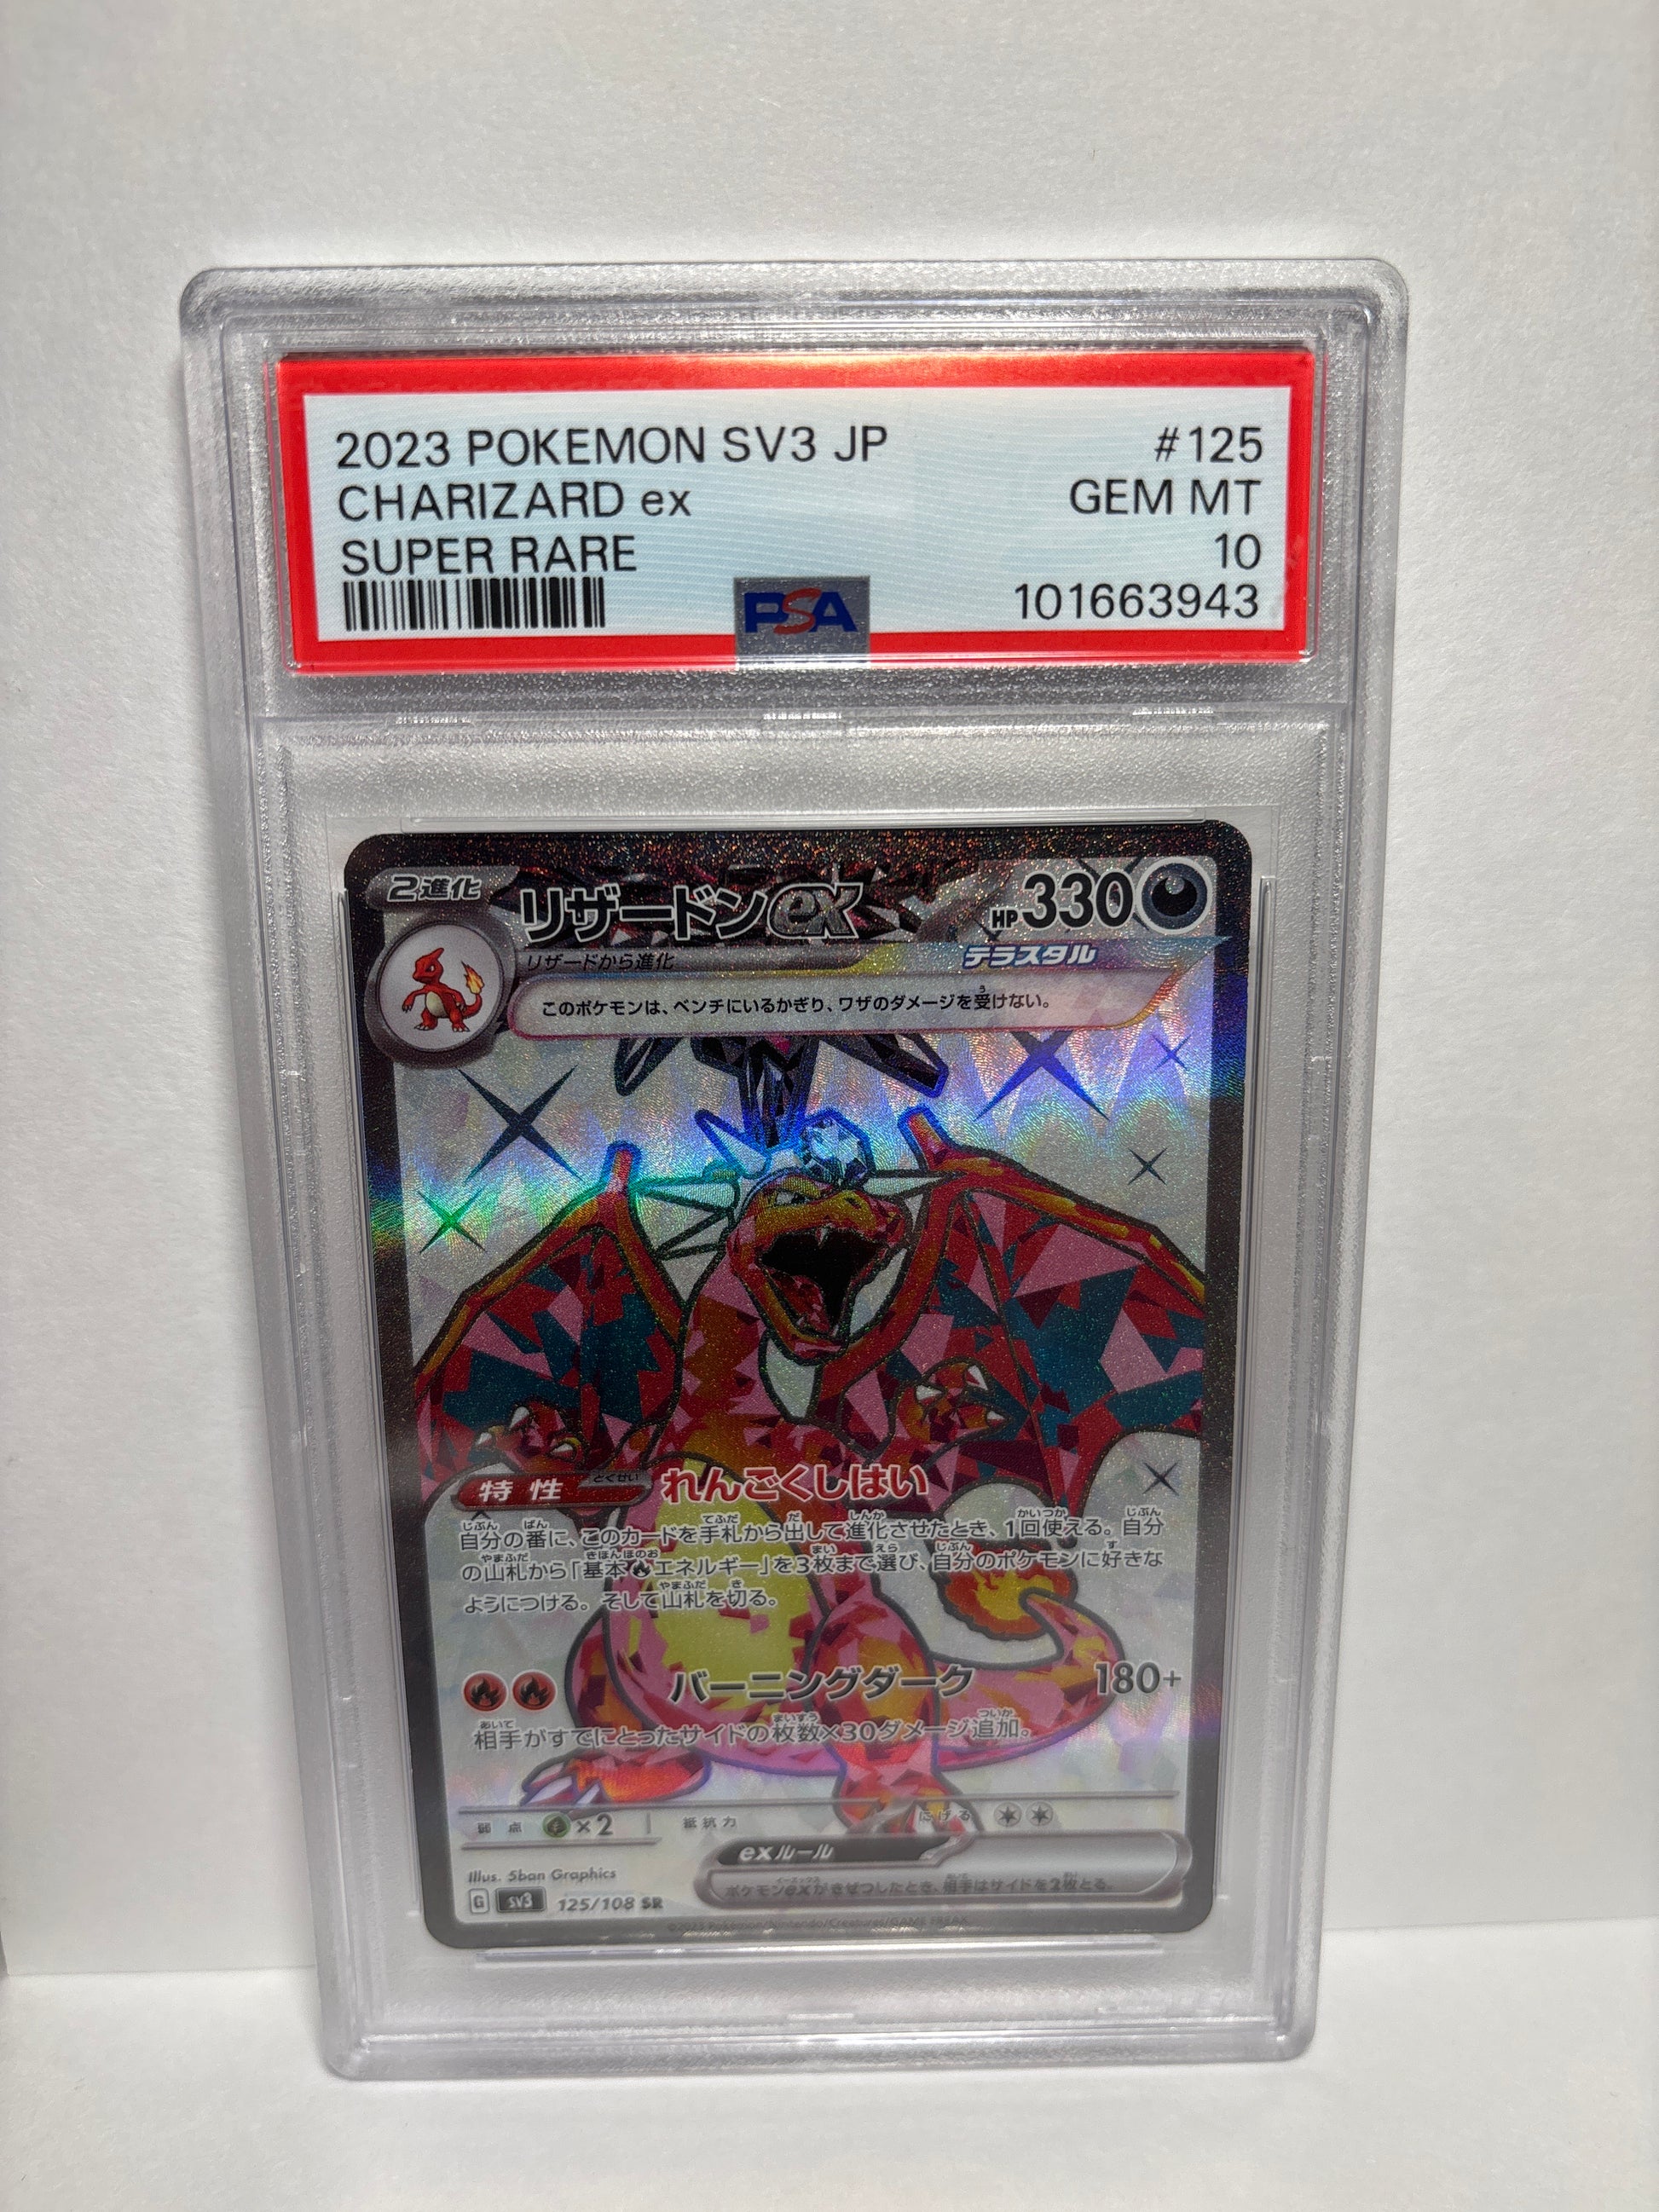 2023 POKEMON SV3 JP #125
CHARIZARD ex GEM MT
SUPER RARE 10
PSA 101663943
2進化 リザードンex HP330
リザードから進化 テラスタル
このポケモンは、ベンチにいるかぎり、ワザのダメージを受けない。
特性 れんごくしはい
自分の番に、このカードを手札から出して進化させたとき、1回使える。自分
の山札から「基本エネルギー」を3枚まで選び、自分のポケモンに好きな
ようにつける。そして山札を切る。
バーニングダーク 180+
相手がすでにとったサイドの枚数×30ダメージ追加。
弱点 ×2 抵抗力 にげる
exルール
ポケモンexがきぜつしたとき、相手はサイドを2枚とる。
Illus. 5ban Graphics
G SV3 125/108 SR
©2023 Pokémon/Nintendo/Creatures/GAME FREAK